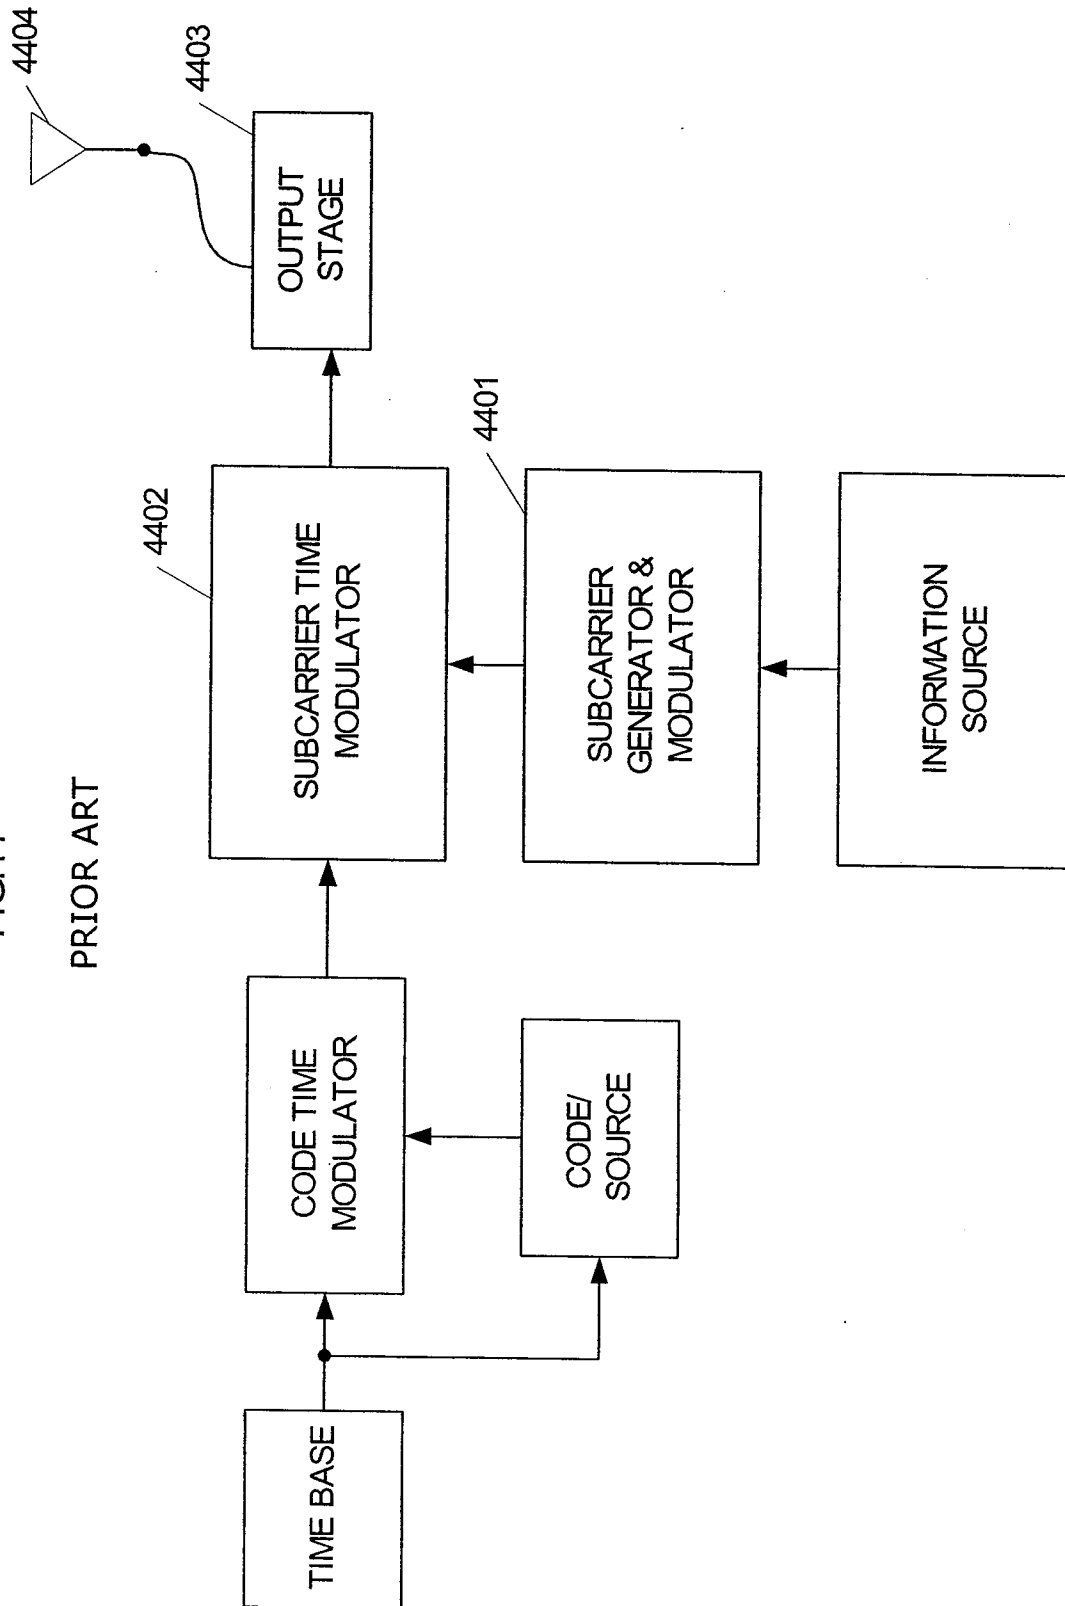 PRIOR ART
4404
4403
4402
4401
OUTPUT
STAGE
SUBCARRIER TIME
MODULATOR
CODE TIME
MODULATOR
TIME BASE
CODE/
SOURCE
SUBCARRIER
GENERATOR &
MODULATOR
INFORMATION
SOURCE